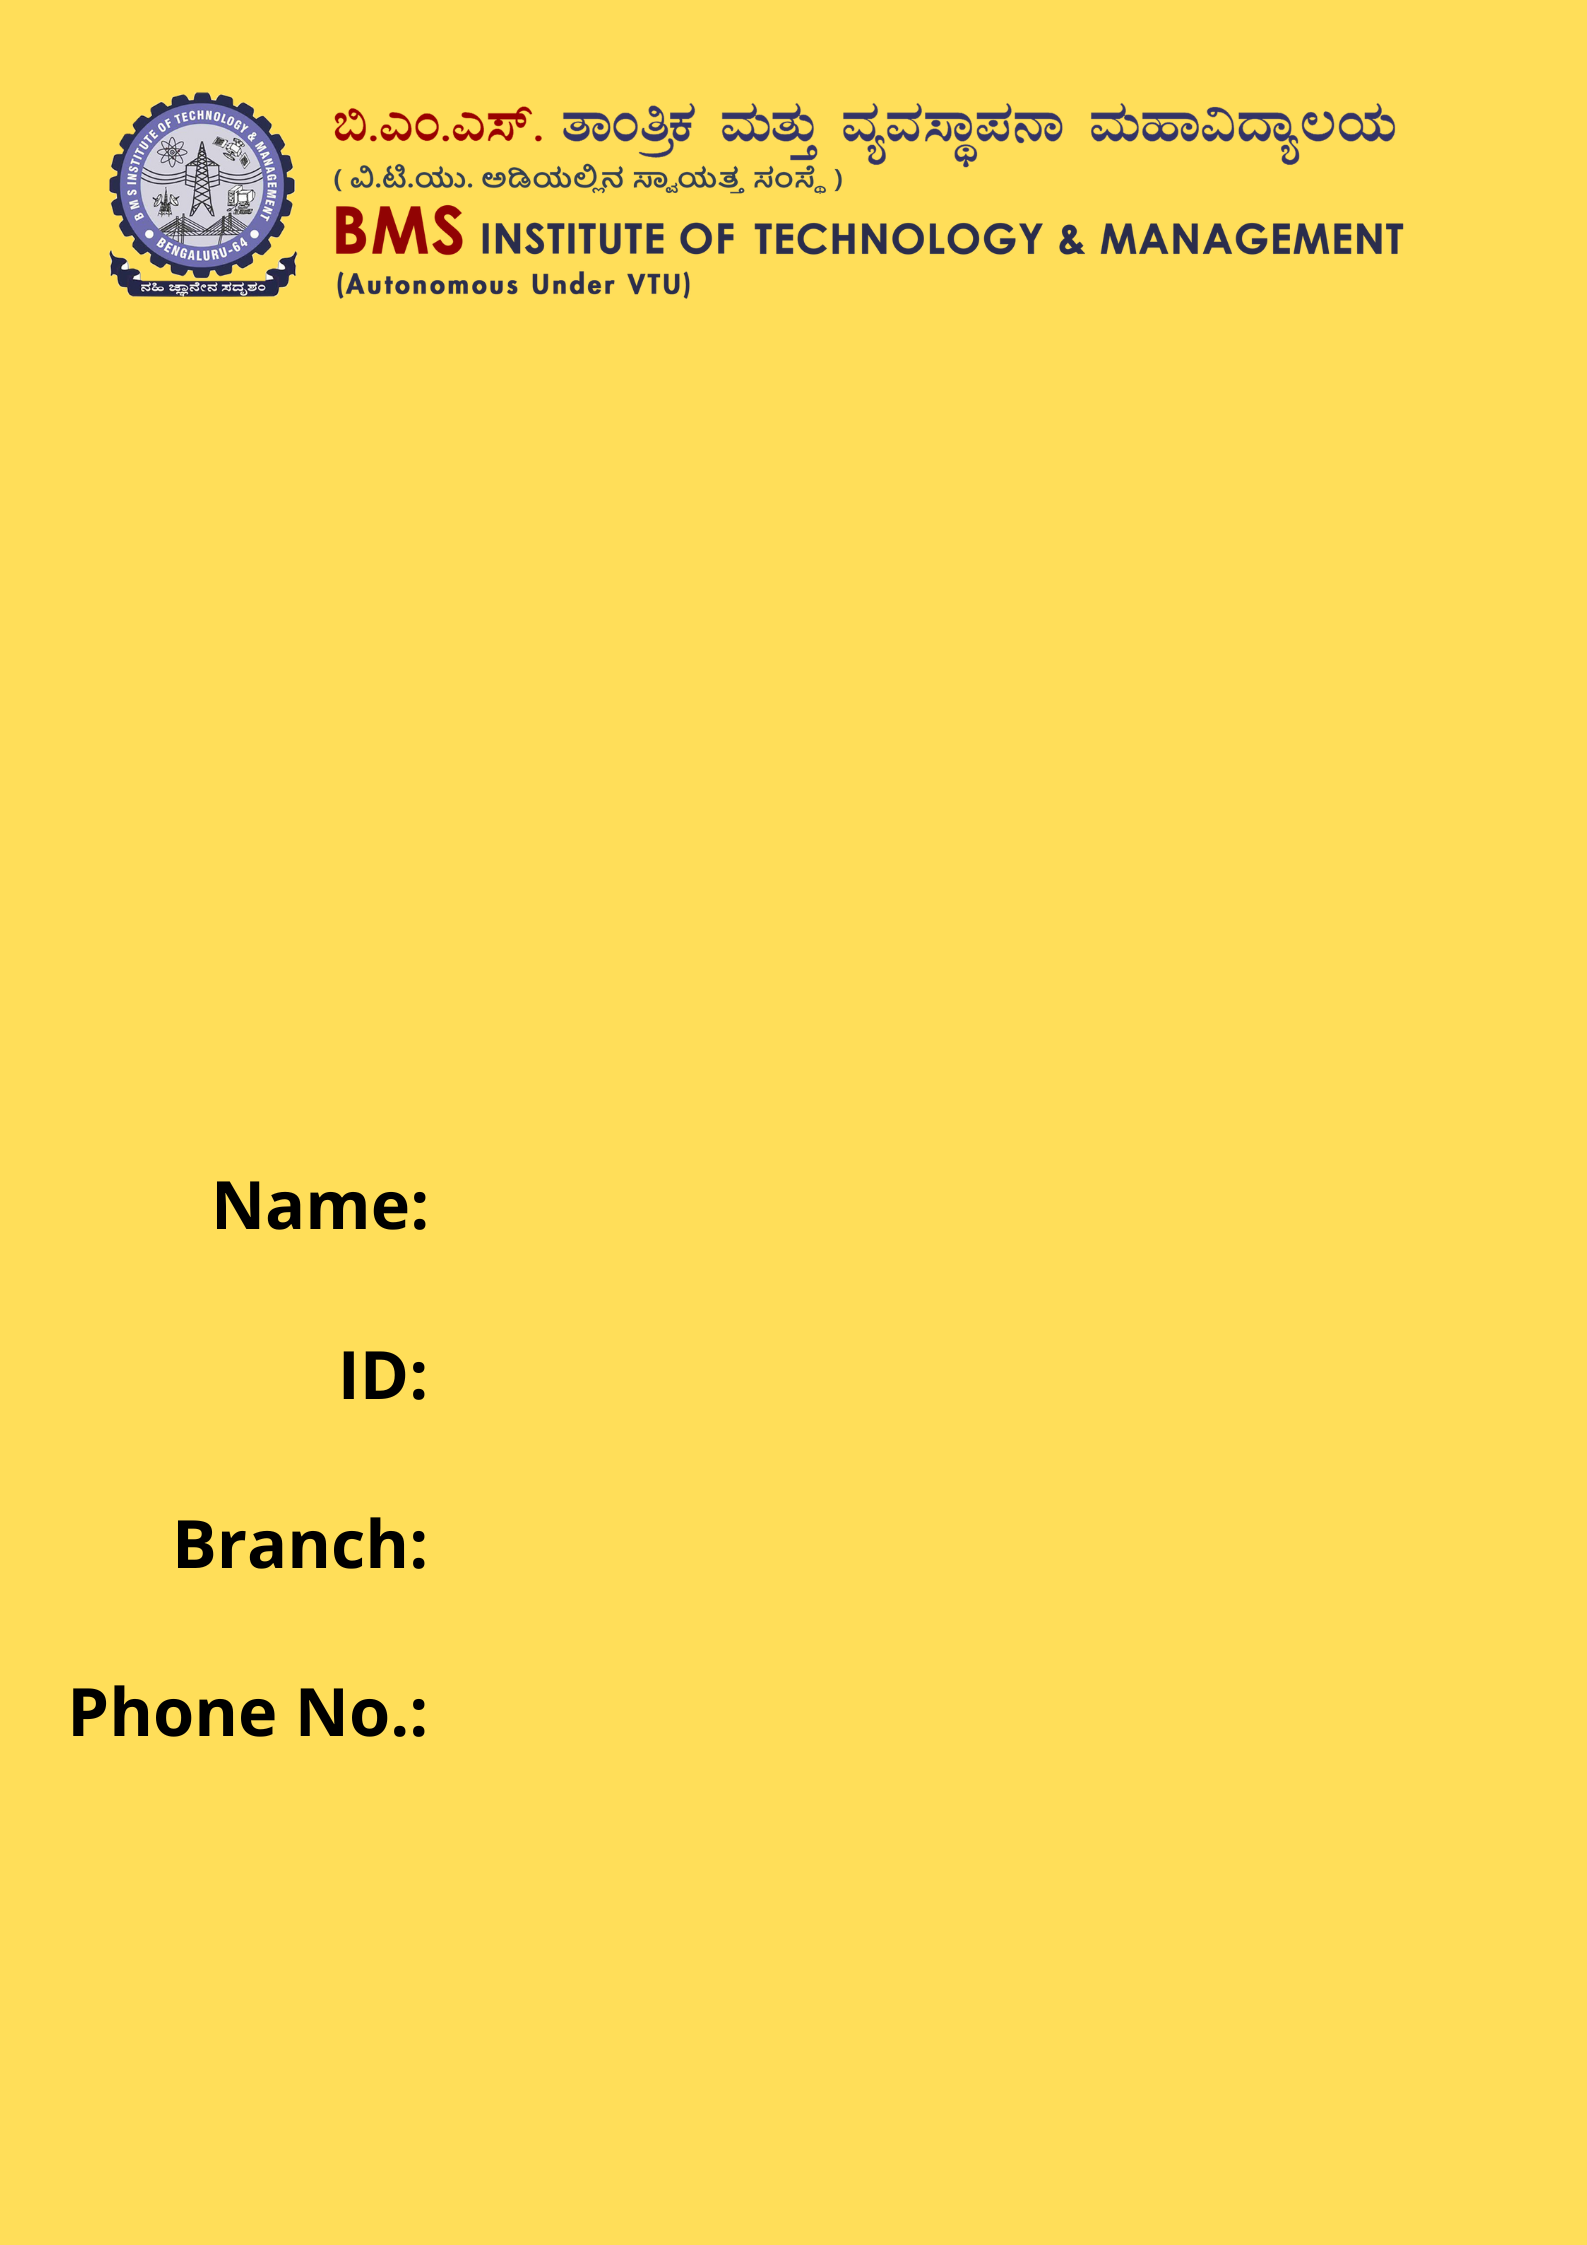 B M S INSTITUTE OF TECHNOLOGY & MANAGEMENT
BENGALURU-64
ನಹಿ ಜ್ಞಾನೇನ ಸದೃಶಂ
ಬಿ.ಎಂ.ಎಸ್. ತಾಂತ್ರಿಕ ಮತ್ತು ವ್ಯವಸ್ಥಾಪನಾ ಮಹಾವಿದ್ಯಾಲಯ
( ವಿ.ಟಿ.ಯು. ಅಡಿಯಲ್ಲಿನ ಸ್ವಾಯತ್ತ ಸಂಸ್ಥೆ )
BMS INSTITUTE OF TECHNOLOGY & MANAGEMENT
(Autonomous Under VTU)
Name:
ID:
Branch:
Phone No.: